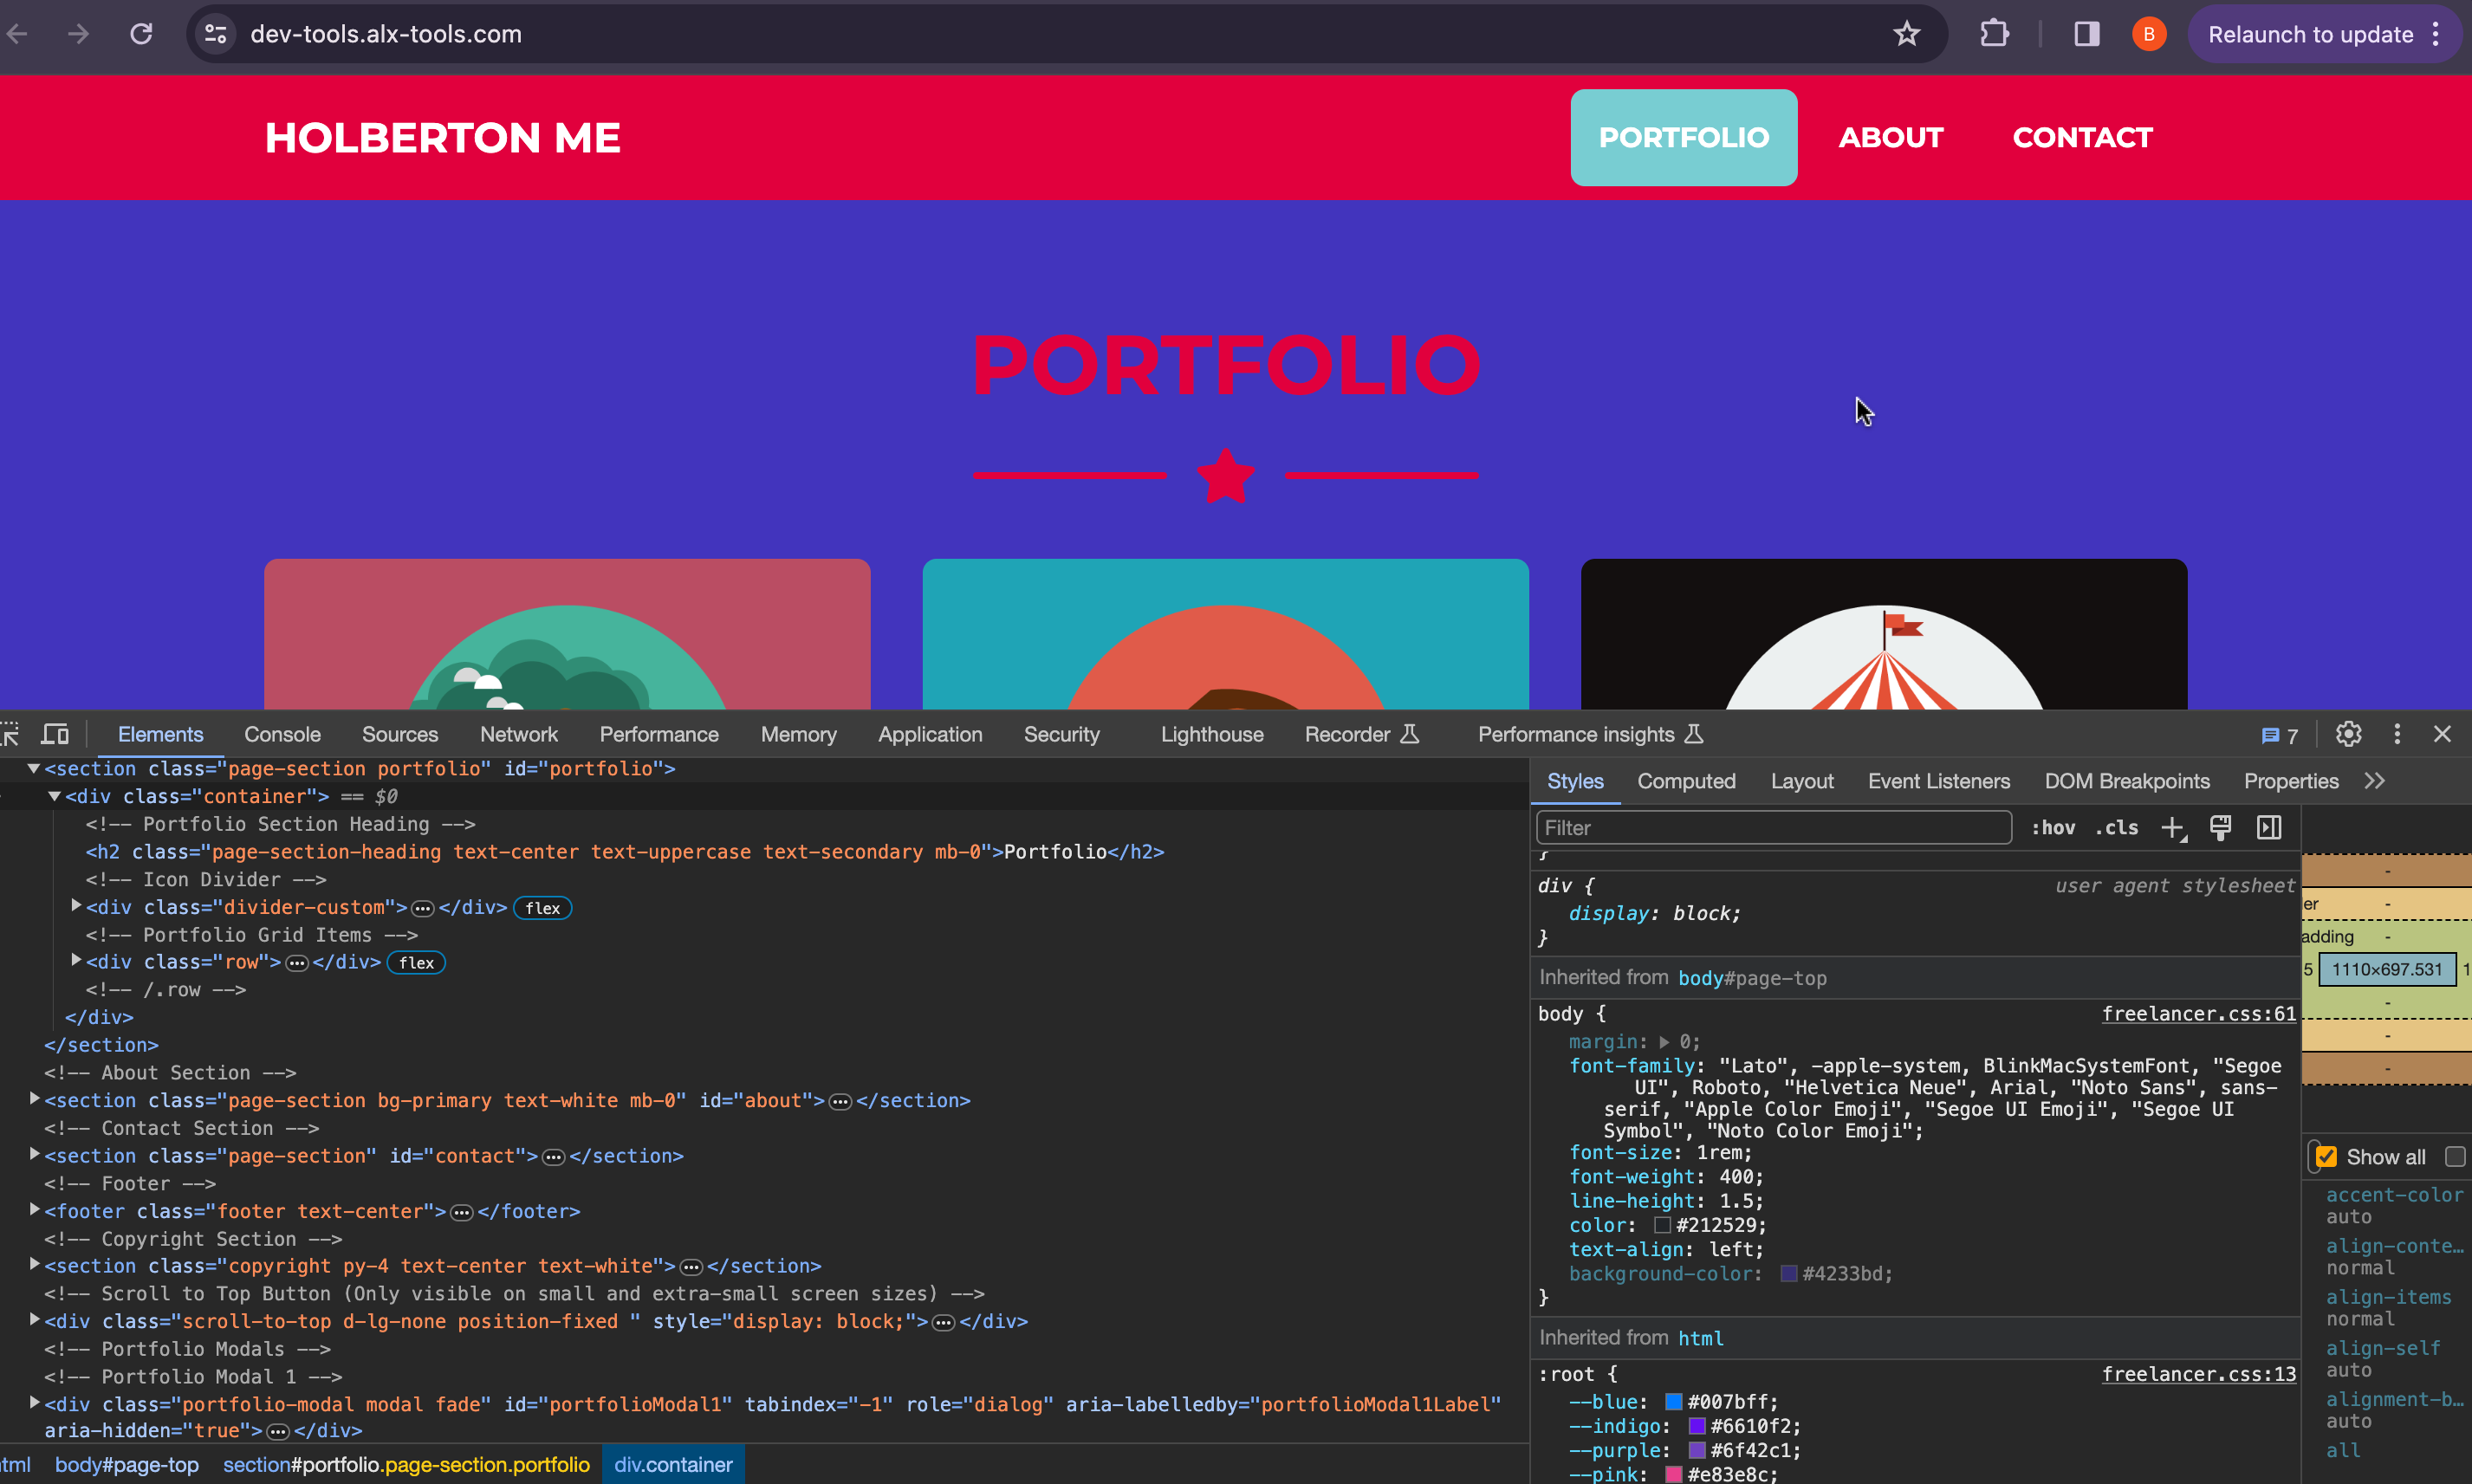 dev-tools.alx-tools.com
B
Relaunch to update
HOLBERTON ME
PORTFOLIO
ABOUT
CONTACT
PORTFOLIO
Elements
Console
Sources
Network
Performance
Memory
Application
Security
Lighthouse
Recorder
Performance insights
7
<section class="page-section portfolio" id="portfolio">
<div class="container"> == $0
<!-- Portfolio Section Heading -->
<h2 class="page-section-heading text-center text-uppercase text-secondary mb-0">Portfolio</h2>
<!-- Icon Divider -->
<div class="divider-custom">…</div> flex
<!-- Portfolio Grid Items -->
<div class="row">…</div> flex
<!-- /.row -->
</div>
</section>
<!-- About Section -->
<section class="page-section bg-primary text-white mb-0" id="about">…</section>
<!-- Contact Section -->
<section class="page-section" id="contact">…</section>
<!-- Footer -->
<footer class="footer text-center">…</footer>
<!-- Copyright Section -->
<section class="copyright py-4 text-center text-white">…</section>
<!-- Scroll to Top Button (Only visible on small and extra-small screen sizes) -->
<div class="scroll-to-top d-lg-none position-fixed " style="display: block;">…</div>
<!-- Portfolio Modals -->
<!-- Portfolio Modal 1 -->
<div class="portfolio-modal modal fade" id="portfolioModal1" tabindex="-1" role="dialog" aria-labelledby="portfolioModal1Label"
aria-hidden="true">…</div>
tml
body#page-top
section#portfolio.page-section.portfolio
div.container
Styles
Computed
Layout
Event Listeners
DOM Breakpoints
Properties
Filter
:hov
.cls
}
div {
user agent stylesheet
display: block;
}
Inherited from body#page-top
body {
freelancer.css:61
margin: 0;
font-family: "Lato", -apple-system, BlinkMacSystemFont, "Segoe
UI", Roboto, "Helvetica Neue", Arial, "Noto Sans", sans-
serif, "Apple Color Emoji", "Segoe UI Emoji", "Segoe UI
Symbol", "Noto Color Emoji";
font-size: 1rem;
font-weight: 400;
line-height: 1.5;
color: #212529;
text-align: left;
background-color: #4233bd;
}
Inherited from html
:root {
freelancer.css:13
--blue: #007bff;
--indigo: #6610f2;
--purple: #6f42c1;
--pink: #e83e8c;
-
er -
adding -
5 1110×697.531 1
-
-
-
Show all
accent-color
auto
align-conte…
normal
align-items
normal
align-self
auto
alignment-b…
auto
all